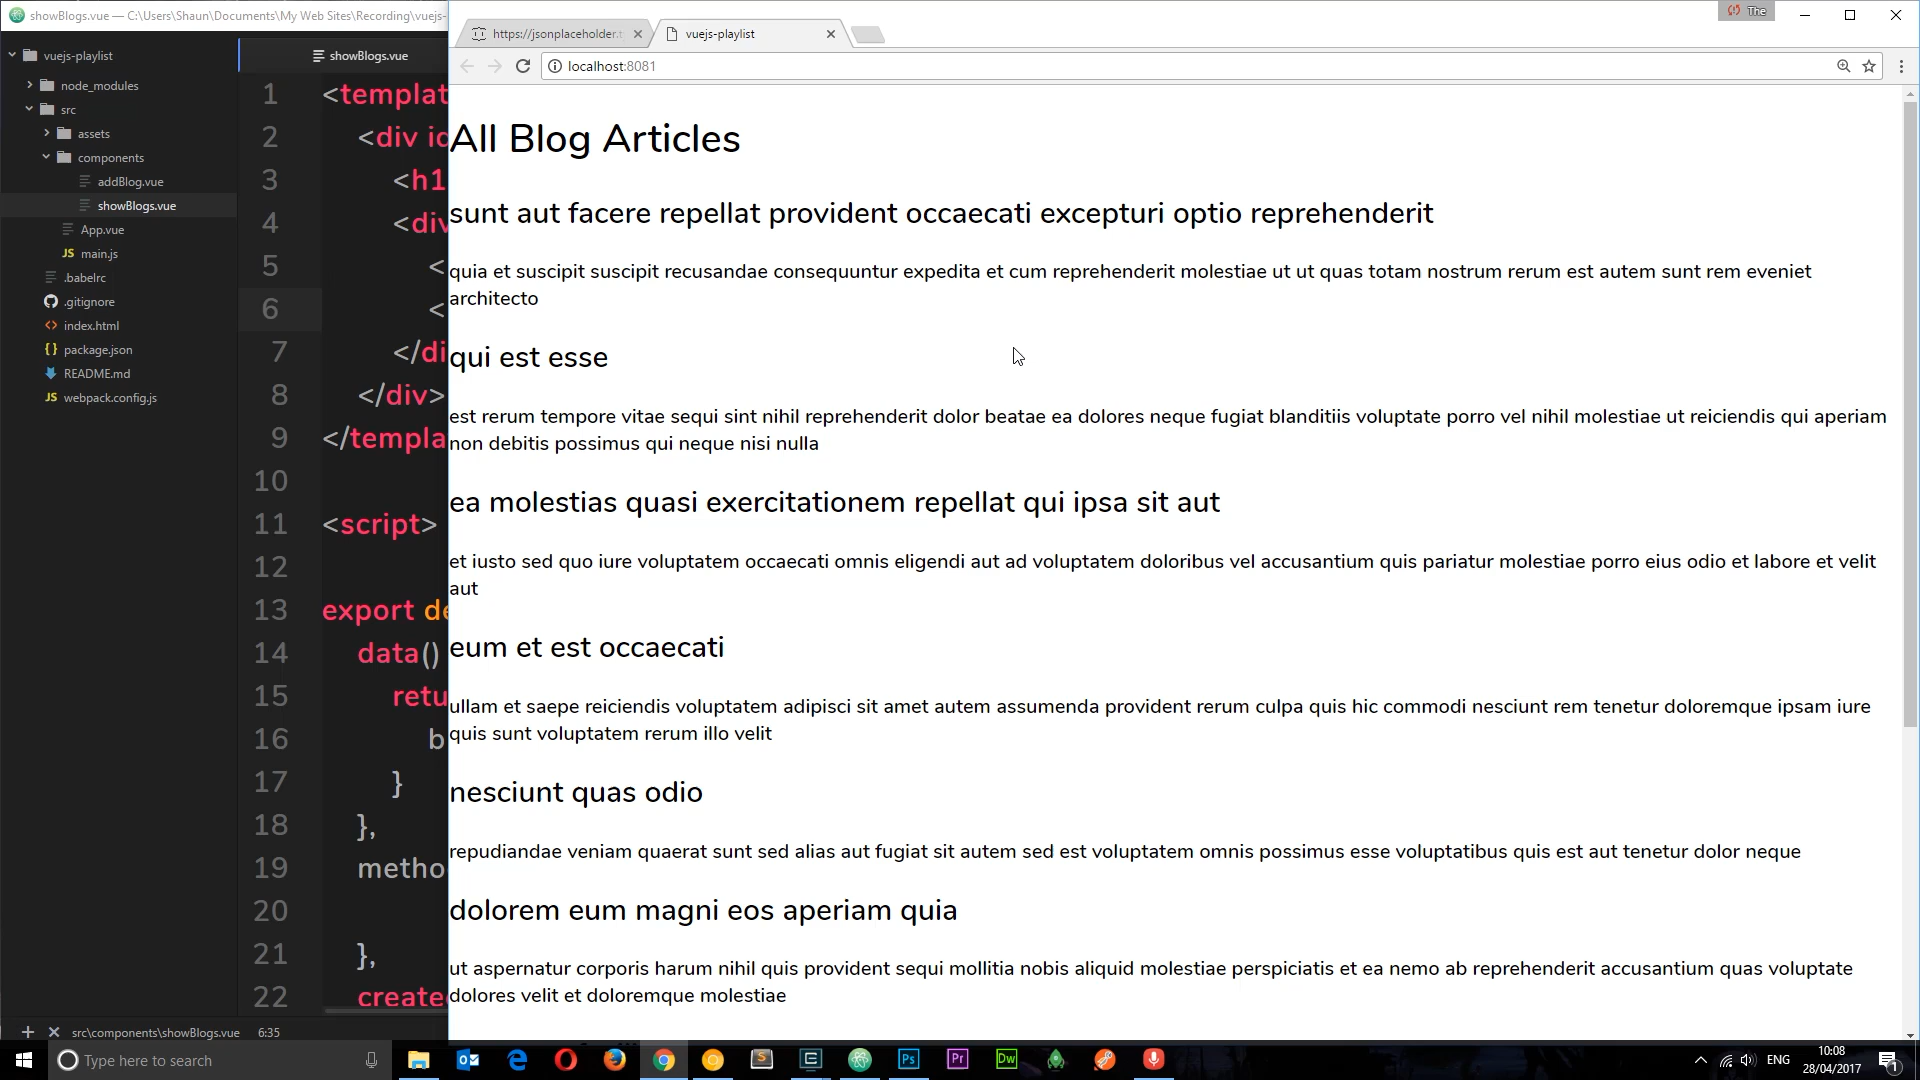 showBlogs.vue — C:\Users\Shaun\Documents\My Web Sites\Recording\vuejs-
The
https://jsonplaceholder.t
vuejs-playlist
localhost:8081
vuejs-playlist
node_modules
src
assets
components
addBlog.vue
showBlogs.vue
App.vue
JS main.js
.babelrc
.gitignore
index.html
package.json
README.md
JS webpack.config.js
showBlogs.vue
1 <templat
2 <div id
3 <h1
4 <div
5 <
6 <
7 </di
8 </div>
9 </templa
10
11 <script>
12
13 export de
14 data()
15 retu
16 b
17 }
18 },
19 metho
20
21 },
22 create
src\components\showBlogs.vue 6:35
All Blog Articles
sunt aut facere repellat provident occaecati excepturi optio reprehenderit
quia et suscipit suscipit recusandae consequuntur expedita et cum reprehenderit molestiae ut ut quas totam nostrum rerum est autem sunt rem eveniet
architecto
qui est esse
est rerum tempore vitae sequi sint nihil reprehenderit dolor beatae ea dolores neque fugiat blanditiis voluptate porro vel nihil molestiae ut reiciendis qui aperiam
non debitis possimus qui neque nisi nulla
ea molestias quasi exercitationem repellat qui ipsa sit aut
et iusto sed quo iure voluptatem occaecati omnis eligendi aut ad voluptatem doloribus vel accusantium quis pariatur molestiae porro eius odio et labore et velit
aut
eum et est occaecati
ullam et saepe reiciendis voluptatem adipisci sit amet autem assumenda provident rerum culpa quis hic commodi nesciunt rem tenetur doloremque ipsam iure
quis sunt voluptatem rerum illo velit
nesciunt quas odio
repudiandae veniam quaerat sunt sed alias aut fugiat sit autem sed est voluptatem omnis possimus esse voluptatibus quis est aut tenetur dolor neque
dolorem eum magni eos aperiam quia
ut aspernatur corporis harum nihil quis provident sequi mollitia nobis aliquid molestiae perspiciatis et ea nemo ab reprehenderit accusantium quas voluptate
dolores velit et doloremque molestiae
Type here to search
Ps
Pr
Dw
ENG
10:08
28/04/2017
1